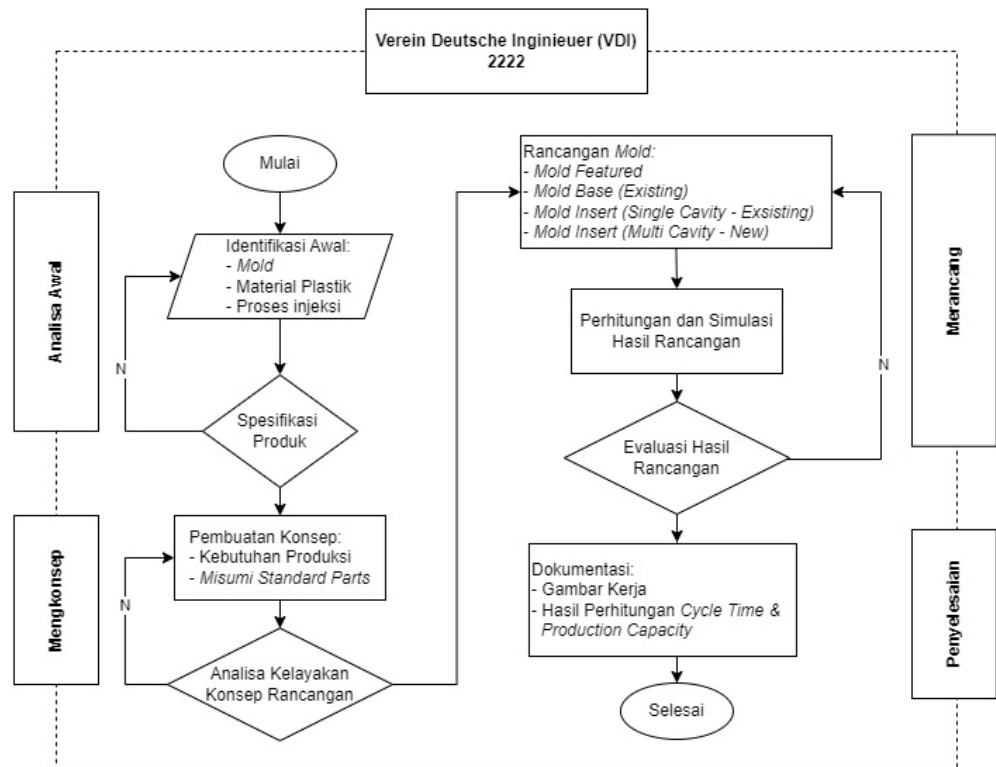 Verein Deutsche Inginieuer (VDI)
2222
Analisa Awal
Mulai
Identifikasi Awal:
- Mold
- Material Plastik
- Proses injeksi
N
Spesifikasi
Produk
Mengkonsep
Pembuatan Konsep:
- Kebutuhan Produksi
- Misumi Standard Parts
N
Analisa Kelayakan
Konsep Rancangan
Merancang
Rancangan Mold:
- Mold Featured
- Mold Base (Existing)
- Mold Insert (Single Cavity - Exsisting)
- Mold Insert (Multi Cavity - New)
Perhitungan dan Simulasi
Hasil Rancangan
N
Evaluasi Hasil
Rancangan
Penyelesaian
Dokumentasi:
- Gambar Kerja
- Hasil Perhitungan Cycle Time &
Production Capacity
Selesai